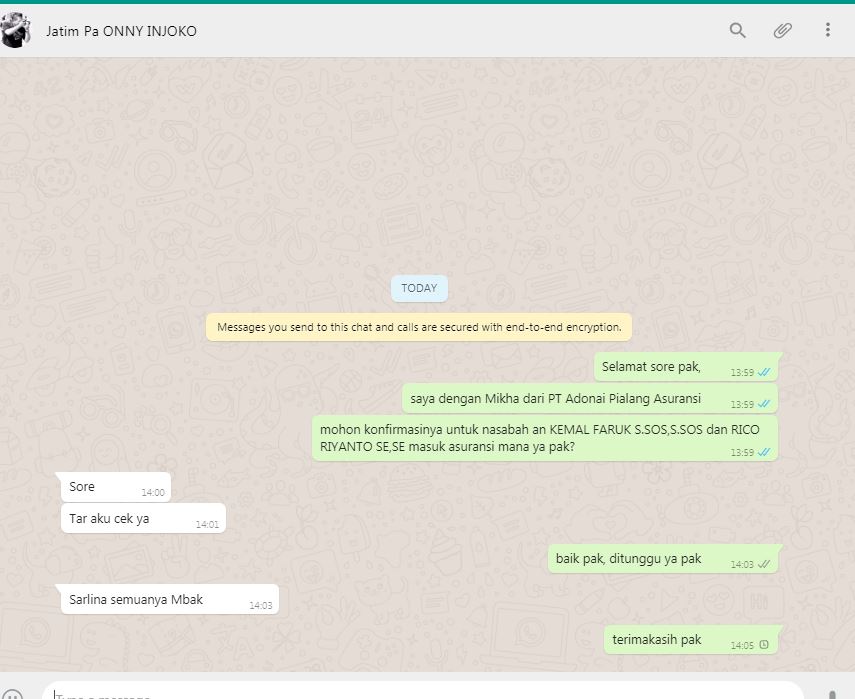 Jatim Pa ONNY INJOKO
TODAY
Messages you send to this chat and calls are secured with end-to-end encryption.
Selamat sore pak,
13:59
saya dengan Mikha dari PT Adonai Pialang Asuransi
13:59
mohon konfirmasinya untuk nasabah an KEMAL FARUK S.SOS,S.SOS dan RICO
RIYANTO SE,SE masuk asuransi mana ya pak?
13:59
Sore
14:00
Tar aku cek ya
14:01
baik pak, ditunggu ya pak
14:03
Sarlina semuanya Mbak
14:03
terimakasih pak
14:05
Type a message